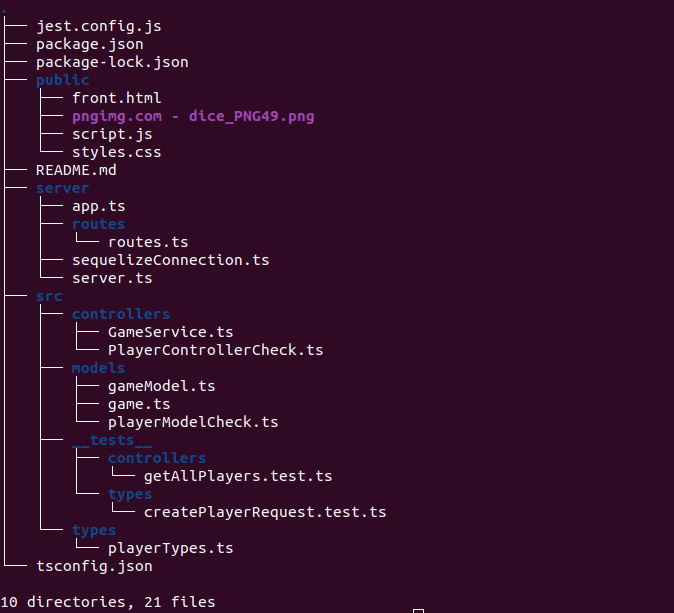 .
├── jest.config.js
├── package.json
├── package-lock.json
├── public
│   ├── front.html
│   ├── pngimg.com - dice_PNG49.png
│   ├── script.js
│   └── styles.css
├── README.md
├── server
│   ├── app.ts
│   ├── routes
│   │   └── routes.ts
│   ├── sequelizeConnection.ts
│   └── server.ts
├── src
│   ├── controllers
│   │   ├── GameService.ts
│   │   └── PlayerControllerCheck.ts
│   ├── models
│   │   ├── gameModel.ts
│   │   ├── game.ts
│   │   └── playerModelCheck.ts
│   ├── __tests__
│   │   ├── controllers
│   │   │   └── getAllPlayers.test.ts
│   │   └── types
│   │       └── createPlayerRequest.test.ts
│   └── types
│       └── playerTypes.ts
└── tsconfig.json

10 directories, 21 files